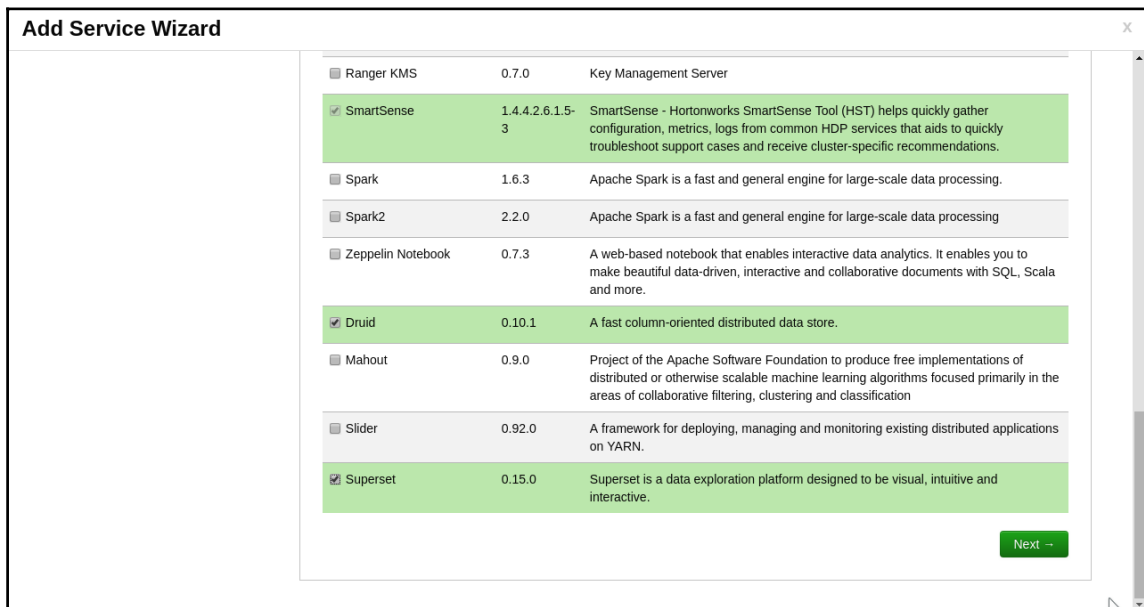 Add Service Wizard
x
Ranger KMS 0.7.0 Key Management Server
SmartSense 1.4.4.2.6.1.5- SmartSense - Hortonworks SmartSense Tool (HST) helps quickly gather
3 configuration, metrics, logs from common HDP services that aids to quickly
troubleshoot support cases and receive cluster-specific recommendations.
Spark 1.6.3 Apache Spark is a fast and general engine for large-scale data processing.
Spark2 2.2.0 Apache Spark is a fast and general engine for large-scale data processing
Zeppelin Notebook 0.7.3 A web-based notebook that enables interactive data analytics. It enables you to
make beautiful data-driven, interactive and collaborative documents with SQL, Scala
and more.
Druid 0.10.1 A fast column-oriented distributed data store.
Mahout 0.9.0 Project of the Apache Software Foundation to produce free implementations of
distributed or otherwise scalable machine learning algorithms focused primarily in the
areas of collaborative filtering, clustering and classification
Slider 0.92.0 A framework for deploying, managing and monitoring existing distributed applications
on YARN.
Superset 0.15.0 Superset is a data exploration platform designed to be visual, intuitive and
interactive.
Next →